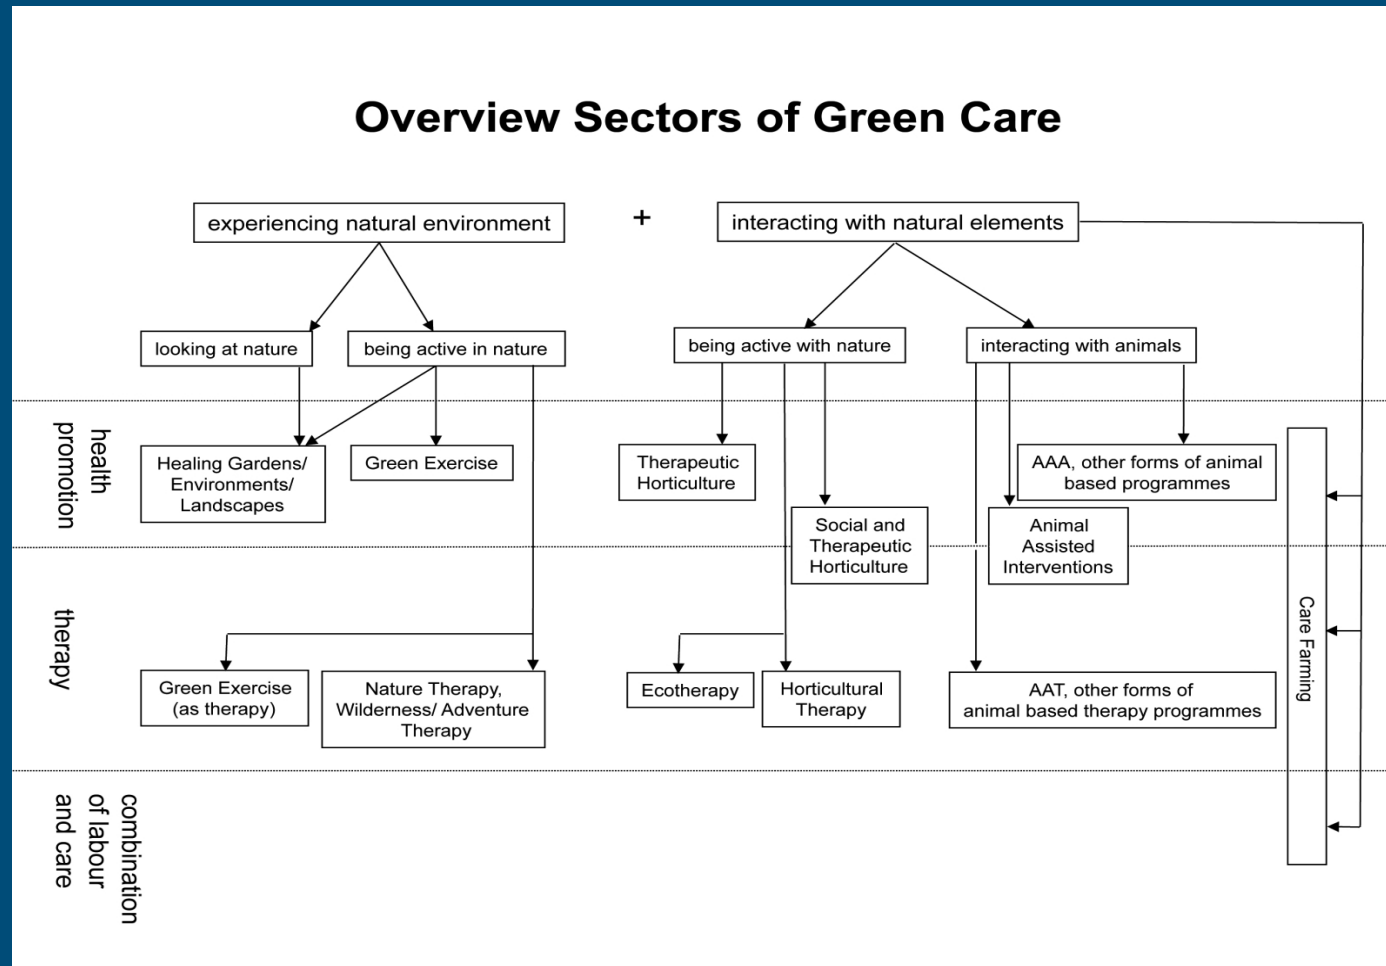 Overview Sectors of Green Care
experiencing natural environment
+
interacting with natural elements
looking at nature
being active in nature
being active with nature
interacting with animals
health
promotion
Healing Gardens/
Environments/
Landscapes
Green Exercise
Therapeutic
Horticulture
Social and
Therapeutic
Horticulture
AAA, other forms of animal
based programmes
Animal
Assisted
Interventions
Care Farming
therapy
Green Exercise
(as therapy)
Nature Therapy,
Wilderness/ Adventure
Therapy
Ecotherapy
Horticultural
Therapy
AAT, other forms of
animal based therapy programmes
combination
of labour
and care